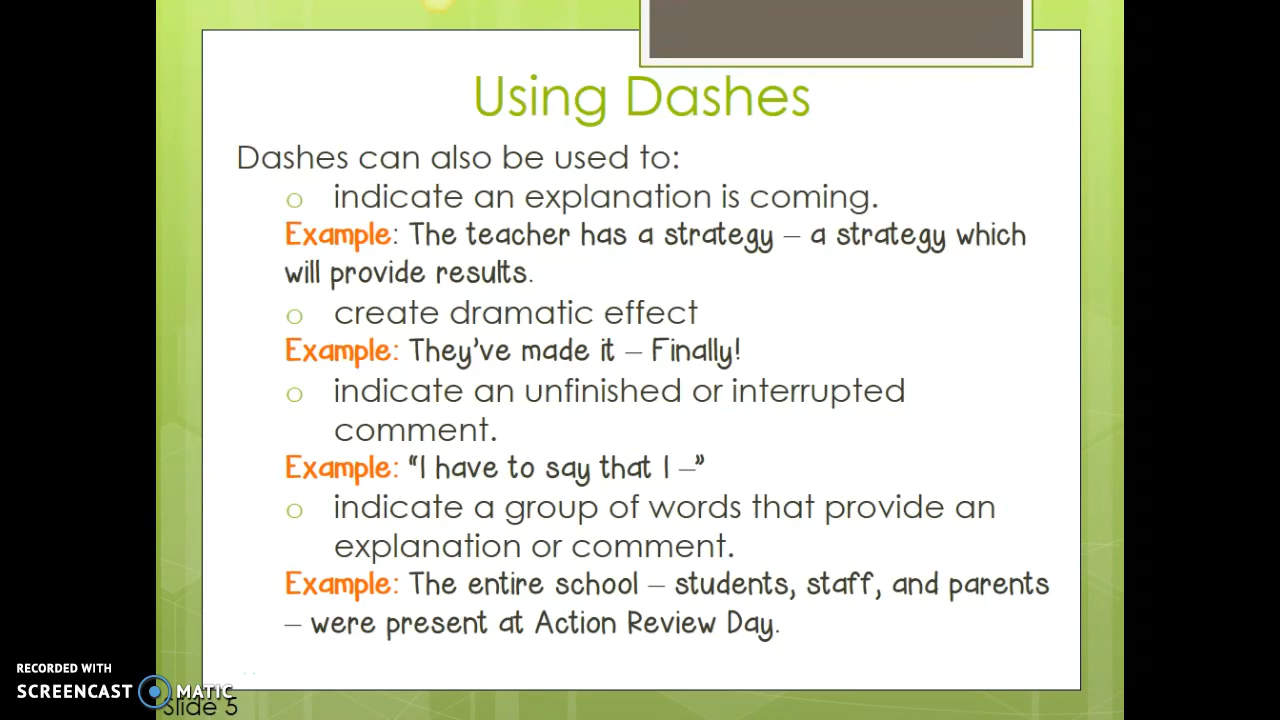 Using Dashes
Dashes can also be used to:
o indicate an explanation is coming.
Example: The teacher has a strategy – a strategy which
will provide results.
o create dramatic effect
Example: They've made it – Finally!
o indicate an unfinished or interrupted
comment.
Example: “I have to say that I –”
o indicate a group of words that provide an
explanation or comment.
Example: The entire school – students, staff, and parents
– were present at Action Review Day.
RECORDED WITH
SCREENCAST MATIC
Slide 5